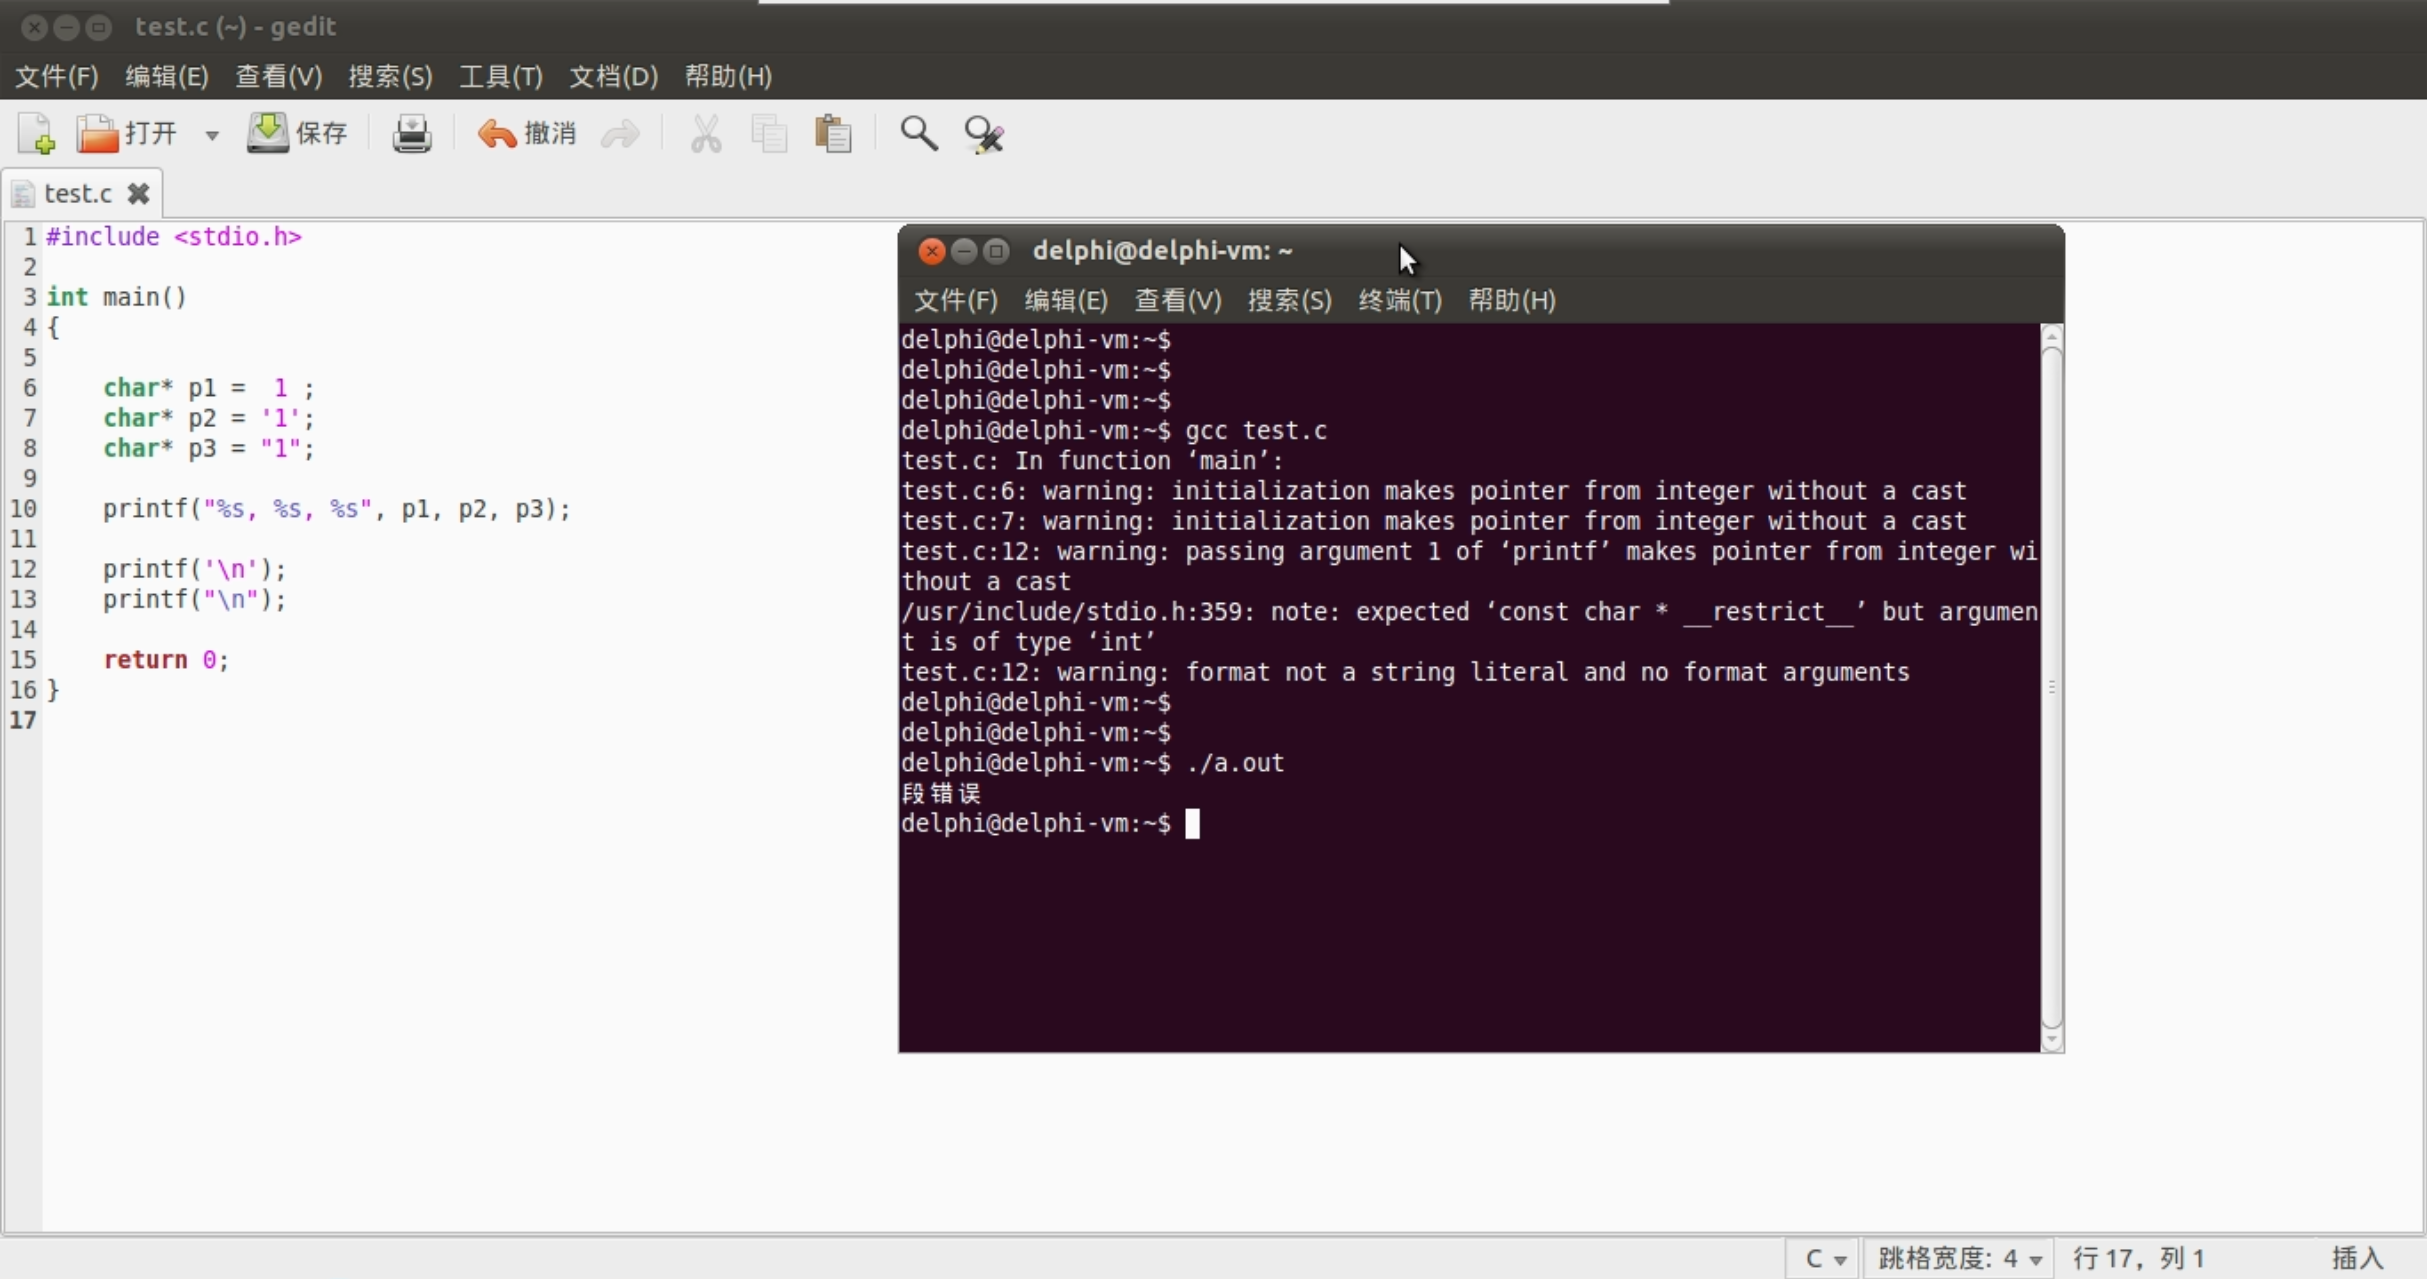 test.c (~) - gedit
文件(F) 编辑(E) 查看(V) 搜索(S) 工具(T) 文档(D) 帮助(H)
打开 保存 撤消
test.c
1 #include <stdio.h>
2
3 int main()
4 {
5
6     char* p1 =  1 ;
7     char* p2 = '1';
8     char* p3 = "1";
9
10     printf("%s, %s, %s", p1, p2, p3);
11
12     printf('\n');
13     printf("\n");
14
15     return 0;
16 }
17
delphi@delphi-vm: ~
文件(F) 编辑(E) 查看(V) 搜索(S) 终端(T) 帮助(H)
delphi@delphi-vm:~$
delphi@delphi-vm:~$
delphi@delphi-vm:~$
delphi@delphi-vm:~$ gcc test.c
test.c: In function ‘main’:
test.c:6: warning: initialization makes pointer from integer without a cast
test.c:7: warning: initialization makes pointer from integer without a cast
test.c:12: warning: passing argument 1 of ‘printf’ makes pointer from integer wi
thout a cast
/usr/include/stdio.h:359: note: expected ‘const char * __restrict__’ but argumen
t is of type ‘int’
test.c:12: warning: format not a string literal and no format arguments
delphi@delphi-vm:~$
delphi@delphi-vm:~$
delphi@delphi-vm:~$ ./a.out
段错误
delphi@delphi-vm:~$
C 跳格宽度: 4 行 17，列 1 插入